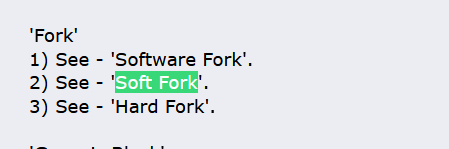 'Fork'
1) See - 'Software Fork'.
2) See - 'Soft Fork'.
3) See - 'Hard Fork'.